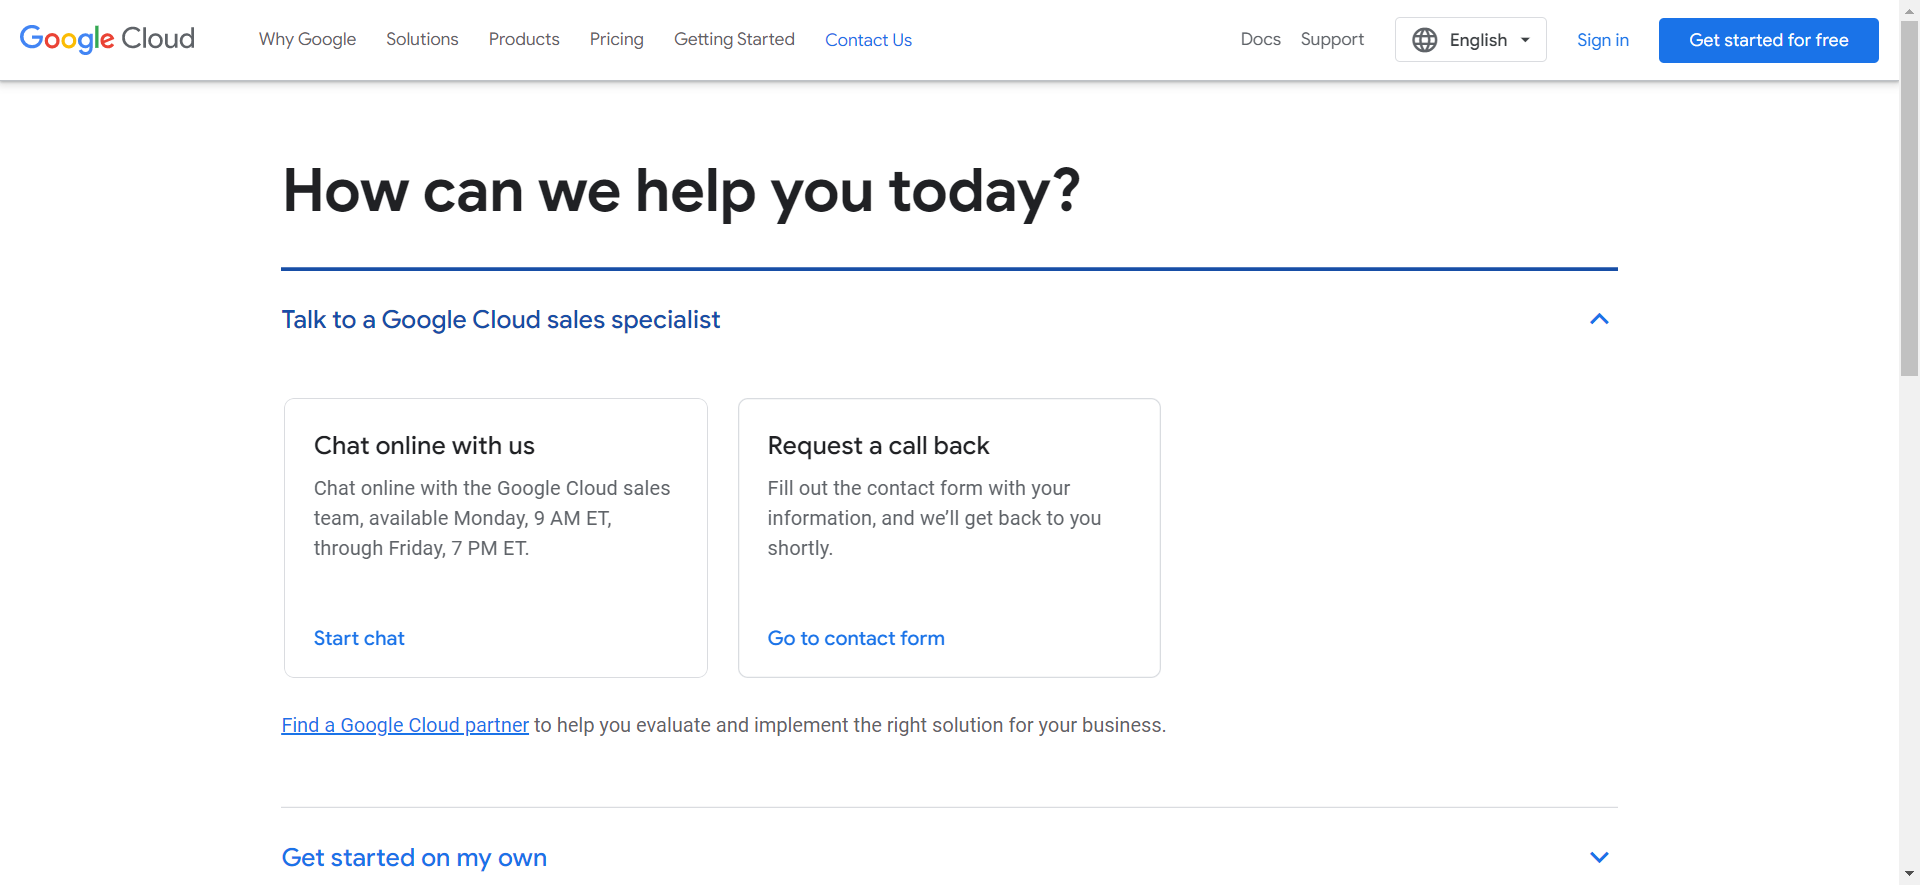 Google Cloud
Why Google
Solutions
Products
Pricing
Getting Started
Contact Us
Docs
Support
English
Sign in
Get started for free
How can we help you today?
Talk to a Google Cloud sales specialist
Chat online with us
Chat online with the Google Cloud sales
team, available Monday, 9 AM ET,
through Friday, 7 PM ET.
Start chat
Request a call back
Fill out the contact form with your
information, and we’ll get back to you
shortly.
Go to contact form
Find a Google Cloud partner to help you evaluate and implement the right solution for your business.
Get started on my own